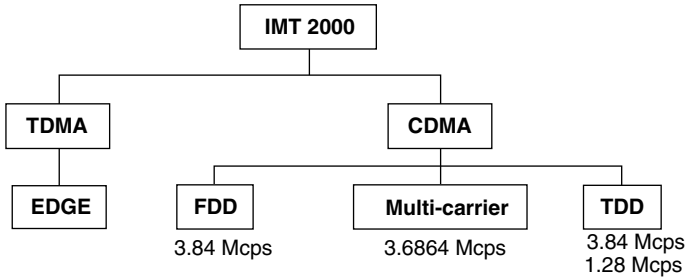 IMT 2000
TDMA
CDMA
EDGE
FDD
Multi-carrier
TDD
3.84 Mcps
3.6864 Mcps
3.84 Mcps
1.28 Mcps